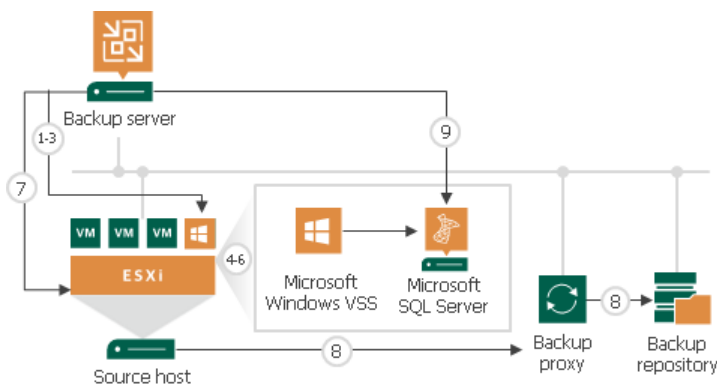 Backup server
1-3
9
7
VM
VM
VM
ESXi
4-6
Microsoft
Windows VSS
Microsoft
SQL Server
8
8
Source host
Backup
proxy
Backup
repository